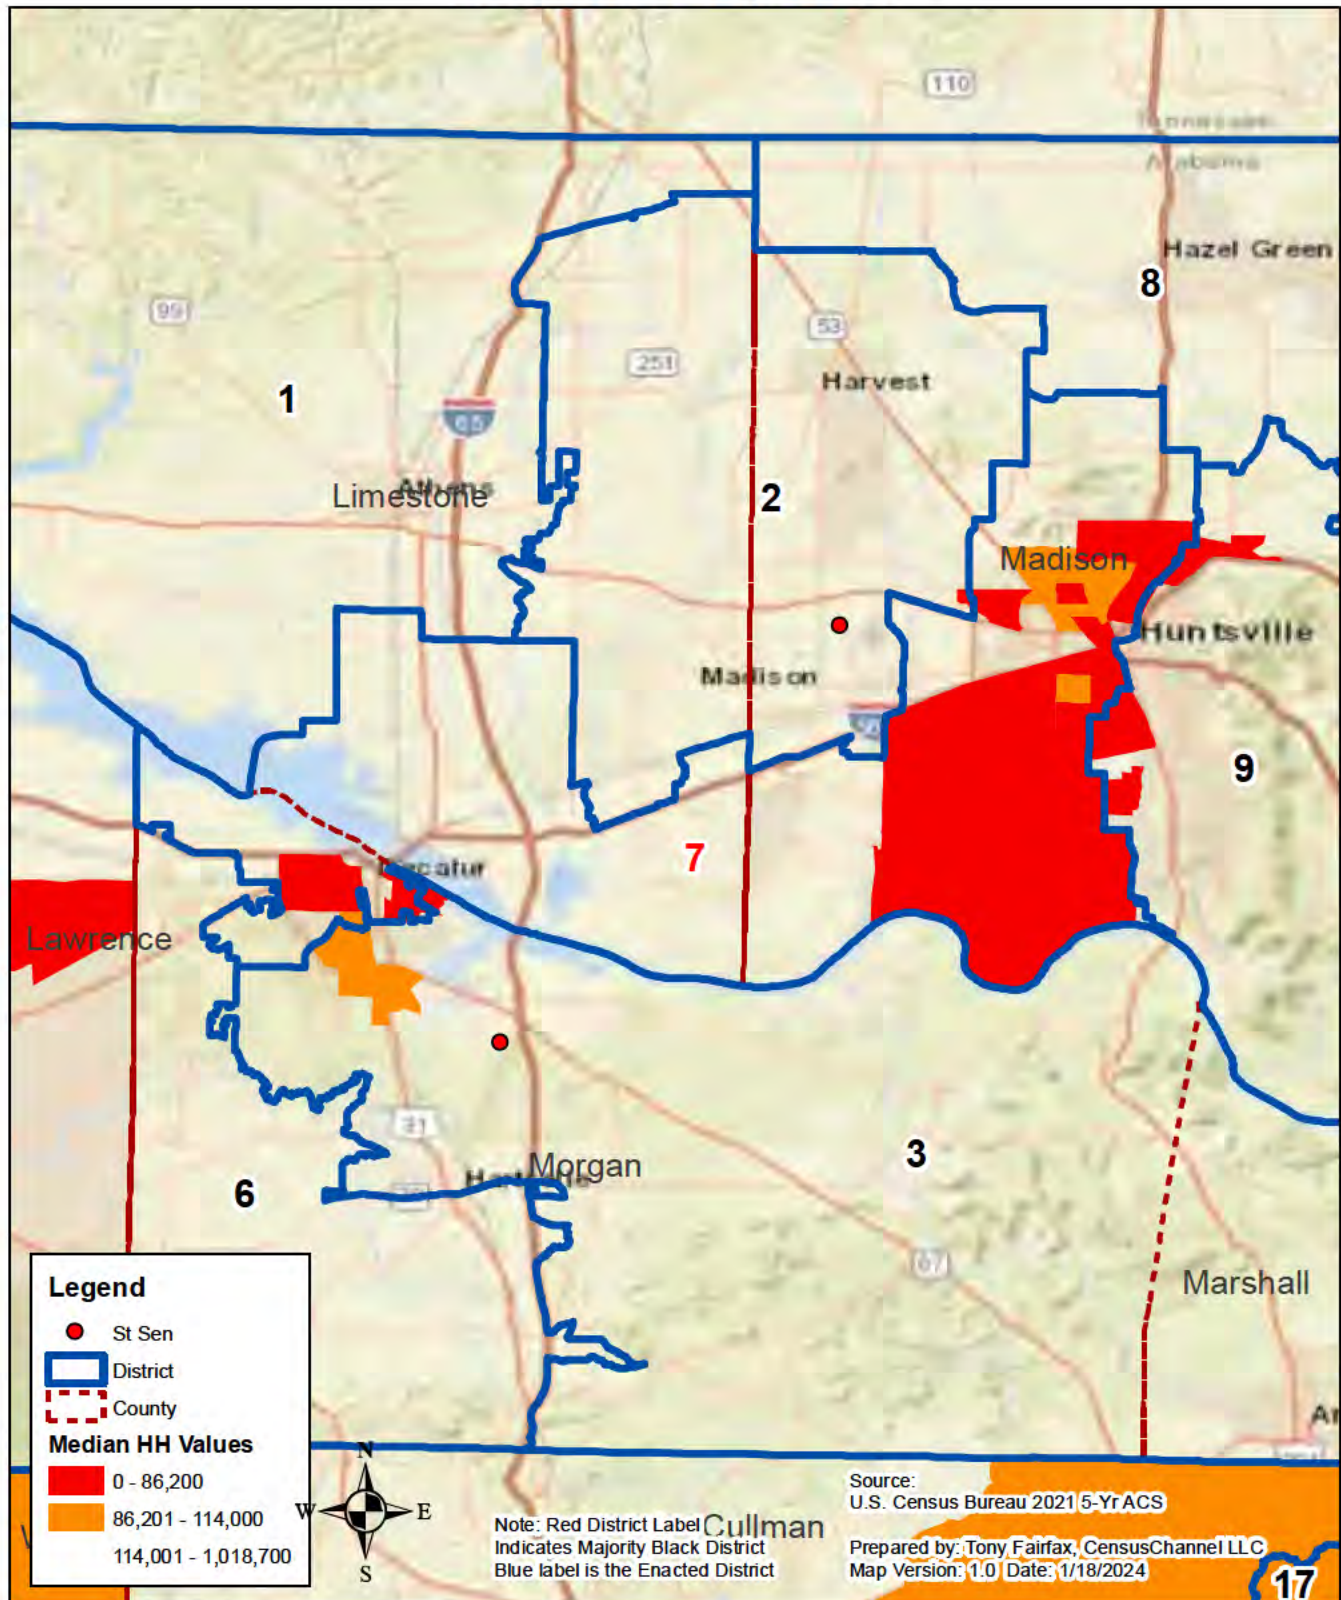 110
Tennessee
Alabama
Hazel Green
8
99
53
251
Harvest
1
65
Athens
Limestone
2
Madison
Huntsville
Madison
9
7
Decatur
Lawrence
31
Morgan
3
6
67
Marshall
Legend
St Sen
District
County
Median HH Values
0 - 86,200
86,201 - 114,000
114,001 - 1,018,700
N
W
E
S
Note: Red District Label
Indicates Majority Black District
Blue label is the Enacted District
Cullman
Source:
U.S. Census Bureau 2021 5-Yr ACS
Prepared by: Tony Fairfax, CensusChannel LLC
Map Version: 1.0 Date: 1/18/2024
17